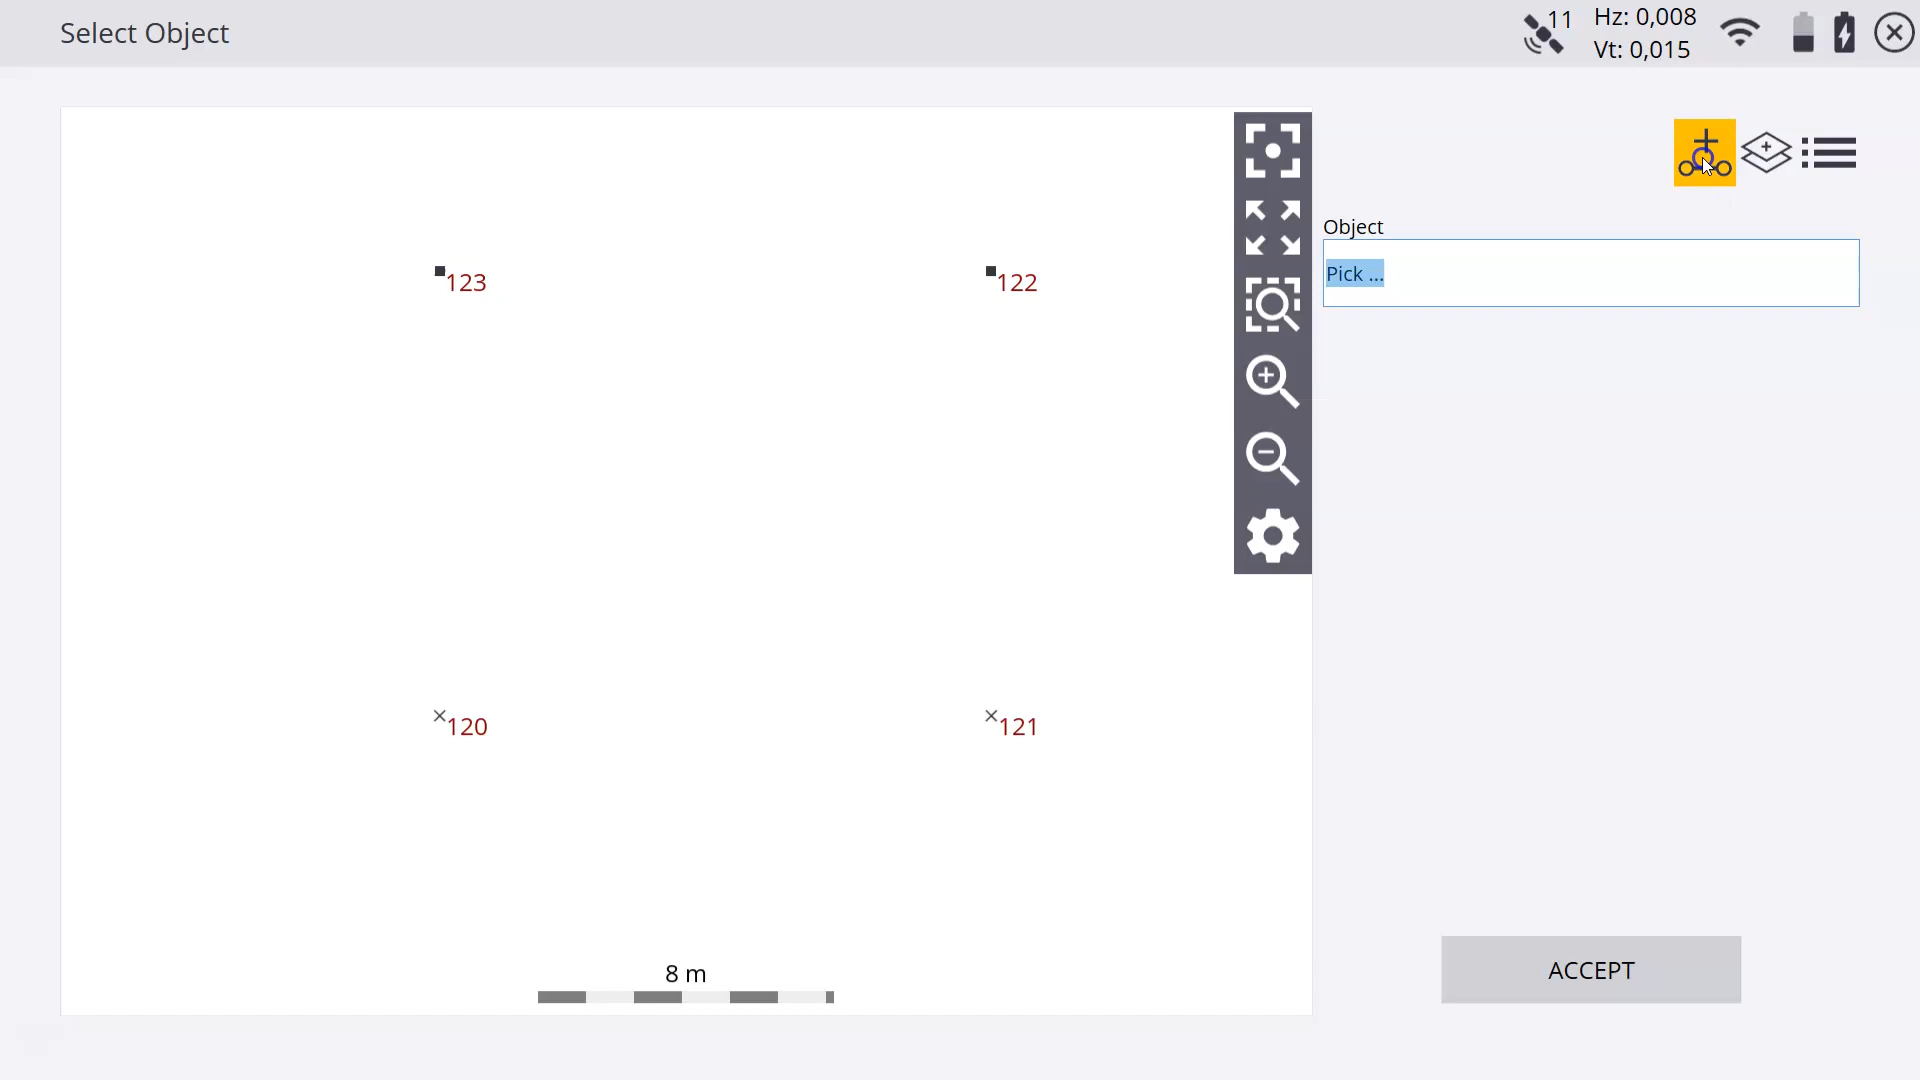 Select Object
11
Hz: 0,008
Vt: 0,015
Object
Pick ...
123
122
120
121
8 m
ACCEPT